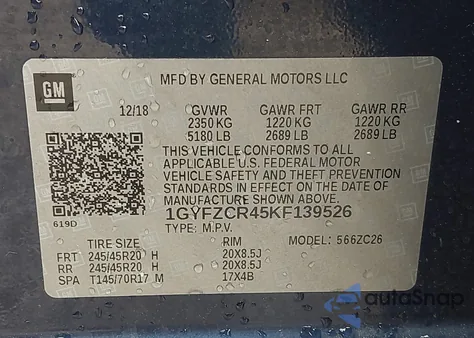 GM
MFD BY GENERAL MOTORS LLC
12/18 GVWR GAWR FRT GAWR RR
2350 KG 1220 KG 1220 KG
5180 LB 2689 LB 2689 LB
THIS VEHICLE CONFORMS TO ALL
APPLICABLE U.S. FEDERAL MOTOR
VEHICLE SAFETY AND THEFT PREVENTION
STANDARDS IN EFFECT ON THE DATE OF
MANUFACTURE SHOWN ABOVE.
1GYFZCR45KF139526
619D TYPE: M.P.V. MODEL: 566ZC26
TIRE SIZE RIM
FRT 245/45R20 H 20X8.5J
RR 245/45R20 H 20X8.5J
SPA T145/70R17 M 17X4B
autoSnap